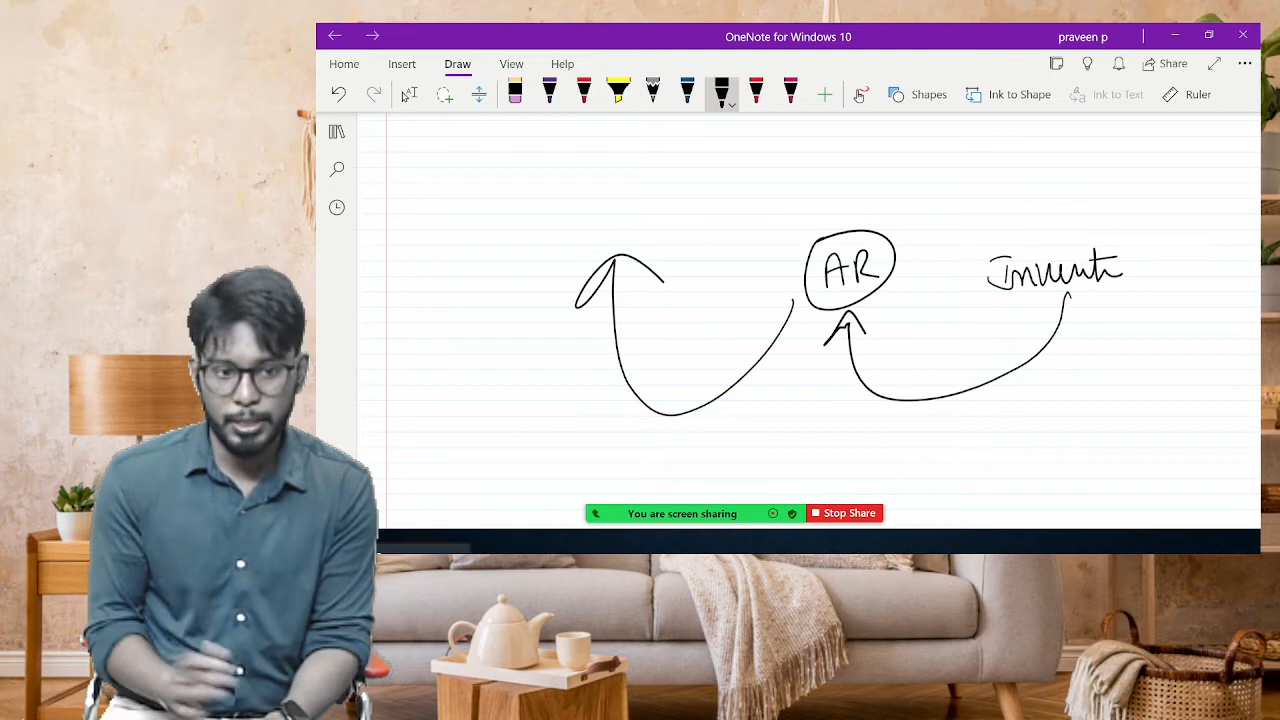 OneNote for Windows 10
praveen p
Home Insert Draw View Help
Share
Shapes Ink to Shape Ink to Text Ruler
AR
You are screen sharing Stop Share